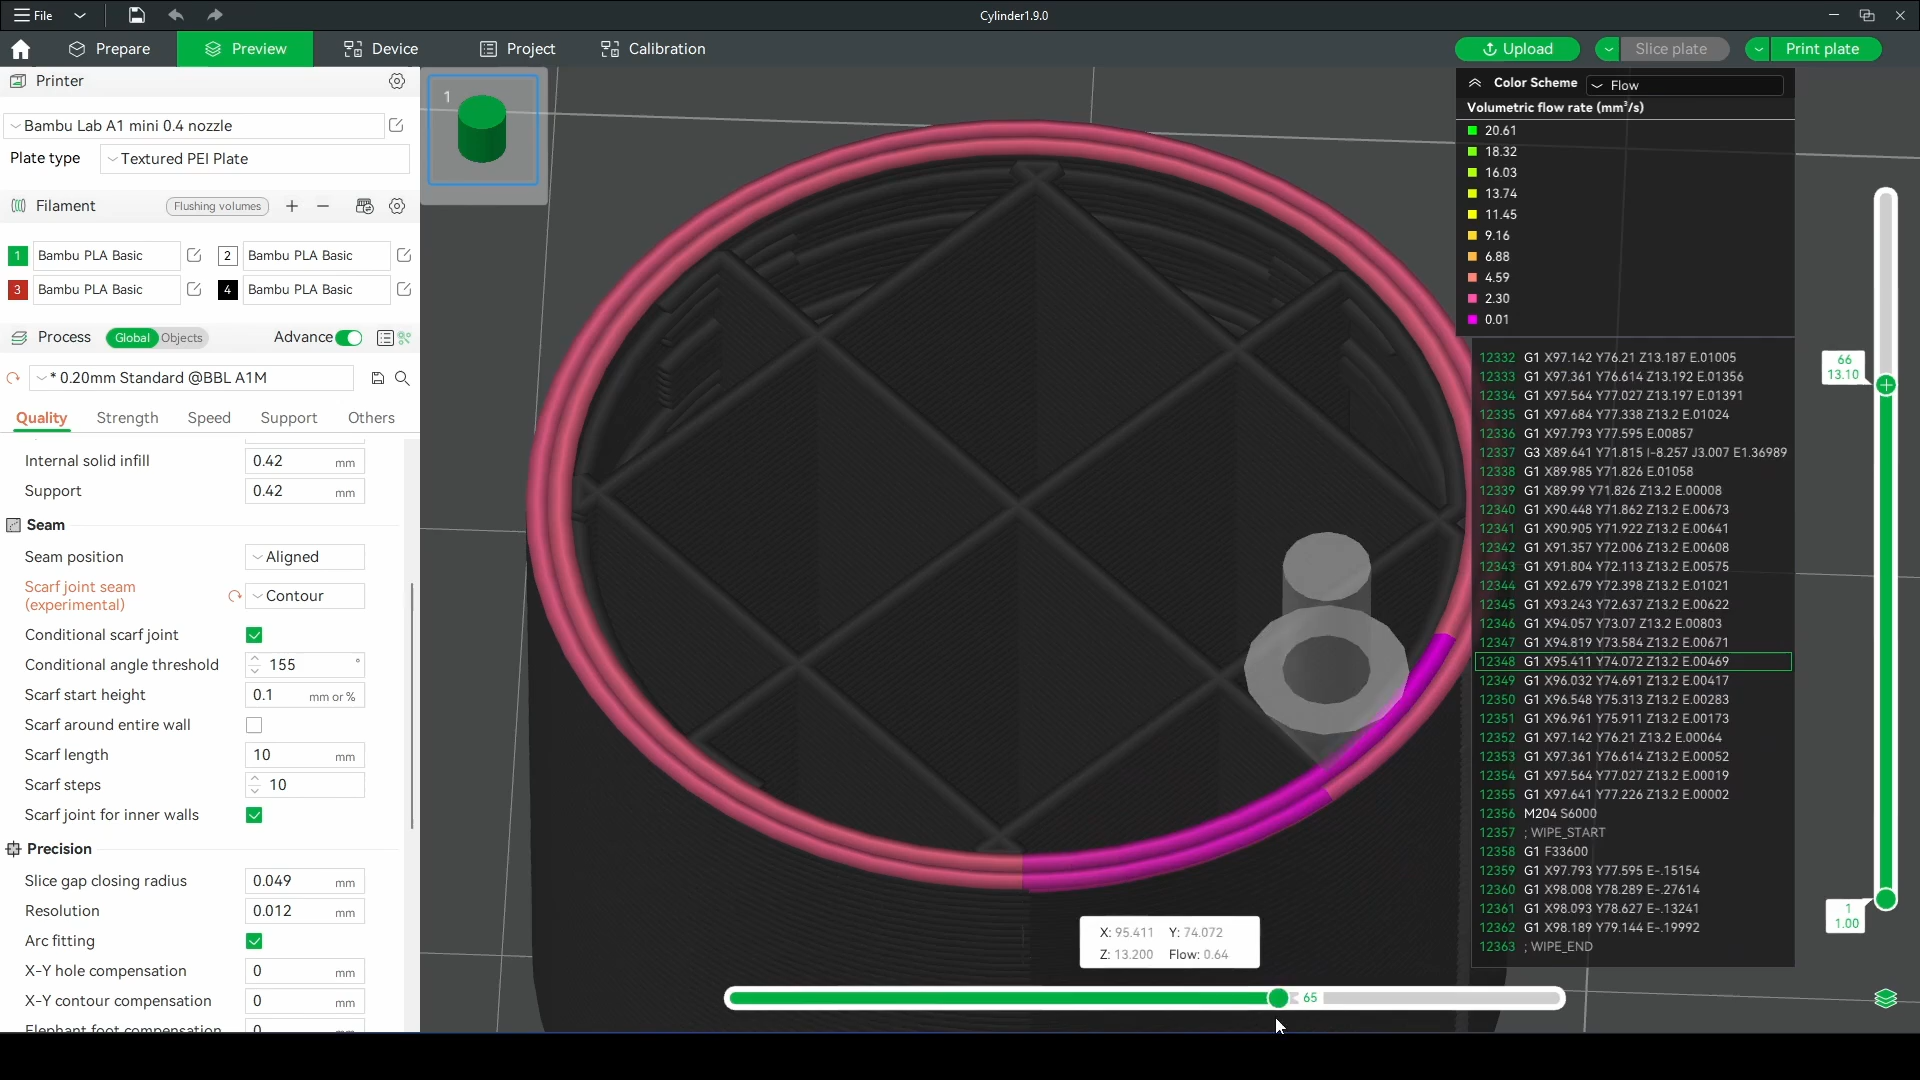 File
Cylinder1.9.0
Prepare
Preview
Device
Project
Calibration
Upload
Slice plate
Print plate
Printer
Bambu Lab A1 mini 0.4 nozzle
Plate type
Textured PEI Plate
Filament
Flushing volumes
1 Bambu PLA Basic
2 Bambu PLA Basic
3 Bambu PLA Basic
4 Bambu PLA Basic
Process
Global Objects
Advance
* 0.20mm Standard @BBL A1M
Quality
Strength
Speed
Support
Others
Internal solid infill 0.42 mm
Support 0.42 mm
Seam
Seam position Aligned
Scarf joint seam
(experimental) Contour
Conditional scarf joint
Conditional angle threshold 155 °
Scarf start height 0.1 mm or %
Scarf around entire wall
Scarf length 10 mm
Scarf steps 10
Scarf joint for inner walls
Precision
Slice gap closing radius 0.049 mm
Resolution 0.012 mm
Arc fitting
X-Y hole compensation 0 mm
X-Y contour compensation 0 mm
Elephant foot compensation 0 mm
1
Color Scheme Flow
Volumetric flow rate (mm³/s)
20.61
18.32
16.03
13.74
11.45
9.16
6.88
4.59
2.30
0.01
12332 G1 X97.142 Y76.21 Z13.187 E.01005
12333 G1 X97.361 Y76.614 Z13.192 E.01356
12334 G1 X97.564 Y77.027 Z13.197 E.01391
12335 G1 X97.684 Y77.338 Z13.2 E.01024
12336 G1 X97.793 Y77.595 E.00857
12337 G3 X89.641 Y71.815 I-8.257 J3.007 E1.36989
12338 G1 X89.985 Y71.826 E.01058
12339 G1 X89.99 Y71.826 Z13.2 E.00008
12340 G1 X90.448 Y71.862 Z13.2 E.00673
12341 G1 X90.905 Y71.922 Z13.2 E.00641
12342 G1 X91.357 Y72.006 Z13.2 E.00608
12343 G1 X91.804 Y72.113 Z13.2 E.00575
12344 G1 X92.679 Y72.398 Z13.2 E.01021
12345 G1 X93.243 Y72.637 Z13.2 E.00622
12346 G1 X94.057 Y73.07 Z13.2 E.00803
12347 G1 X94.819 Y73.584 Z13.2 E.00671
12348 G1 X95.411 Y74.072 Z13.2 E.00469
12349 G1 X96.032 Y74.691 Z13.2 E.00417
12350 G1 X96.548 Y75.313 Z13.2 E.00283
12351 G1 X96.961 Y75.911 Z13.2 E.00173
12352 G1 X97.142 Y76.21 Z13.2 E.00064
12353 G1 X97.361 Y76.614 Z13.2 E.00052
12354 G1 X97.564 Y77.027 Z13.2 E.00019
12355 G1 X97.641 Y77.226 Z13.2 E.00002
12356 M204 S6000
12357 ; WIPE_START
12358 G1 F33600
12359 G1 X97.793 Y77.595 E-.15154
12360 G1 X98.008 Y78.289 E-.27614
12361 G1 X98.093 Y78.627 E-.13241
12362 G1 X98.189 Y79.144 E-.19992
12363 ; WIPE_END
66
13.10
1
1.00
X: 95.411 Y: 74.072
Z: 13.200 Flow: 0.64
65